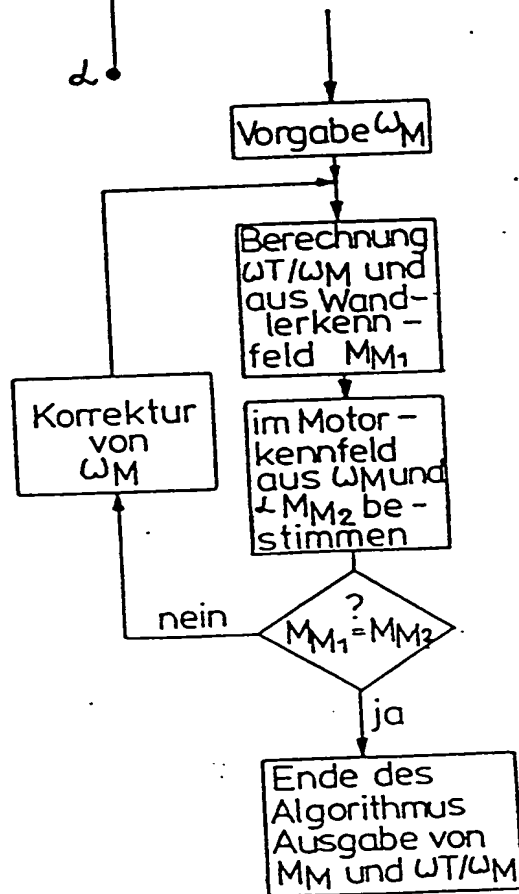 α
Vorgabe ωM
Berechnung
ωT/ωM und
aus Wand-
lerkenn-
feld MM1
Korrektur
von
ωM
im Motor-
kennfeld
aus ωM und
α MM2 be-
stimmen
nein
?
MM1=MM2
ja
Ende des
Algorithmus
Ausgabe von
MM und ωT/ωM